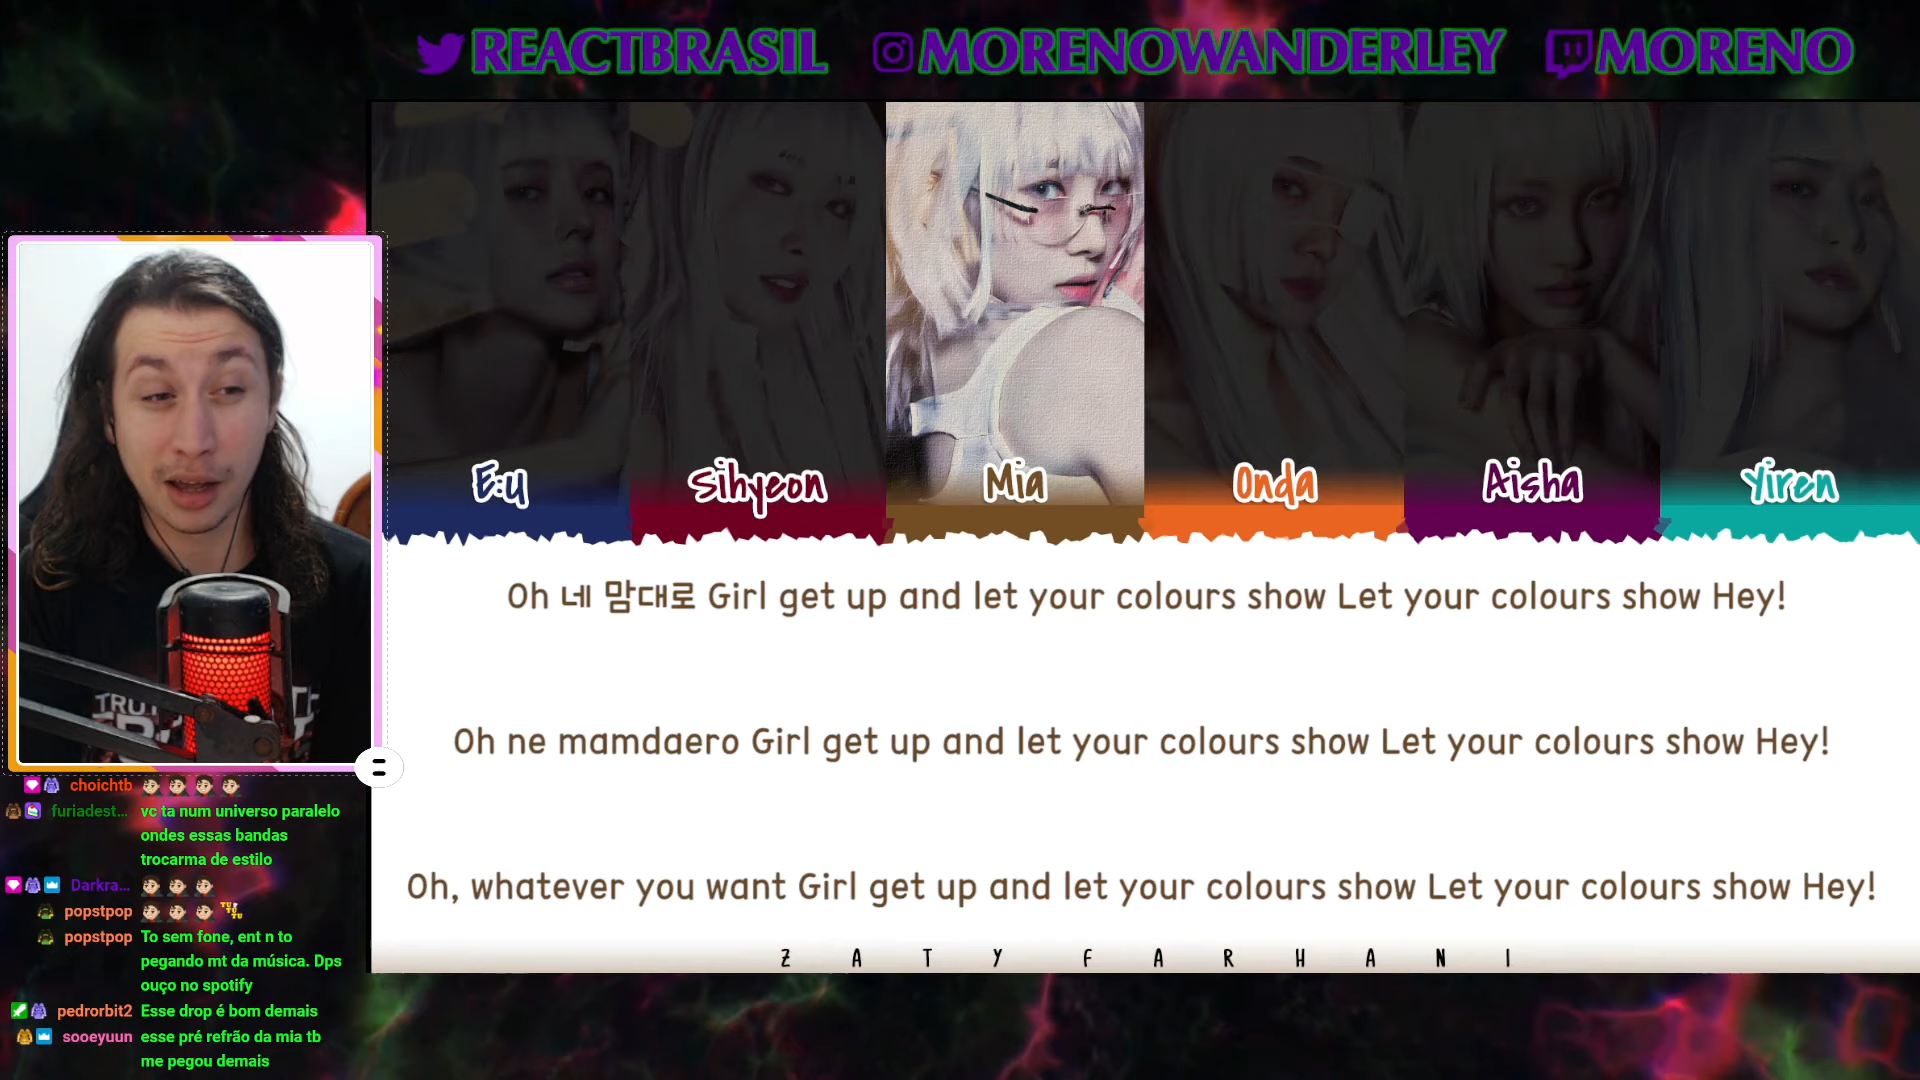 REACTBRASIL MORENOWANDERLEY MORENO
E:U Sihyeon Mia Onda Aisha Yiren
Oh 네 맘대로 Girl get up and let your colours show Let your colours show Hey!
Oh ne mamdaero Girl get up and let your colours show Let your colours show Hey!
Oh, whatever you want Girl get up and let your colours show Let your colours show Hey!
ZATY FARHANI
TRUT
choichtb
furiadest... vc ta num universo paralelo
ondes essas bandas
trocarma de estilo
Darkra...
popstpop
popstpop To sem fone, ent n to
pegando mt da música. Dps
ouço no spotify
pedrorbit2 Esse drop é bom demais
sooeyuun esse pré refrão da mia tb
me pegou demais